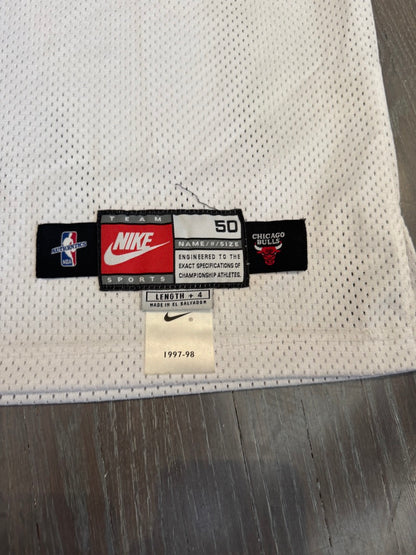 TEAM
NIKE
SPORTS
50
NAME/#/SIZE
ENGINEERED TO THE
EXACT SPECIFICATIONS OF
CHAMPIONSHIP ATHLETES.
AUTHENTICS
NBA
CHICAGO
BULLS
LENGTH + 4
MADE IN EL SALVADOR
1997-98